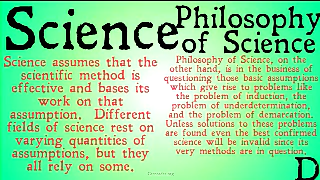 Science
Science assumes that the
scientific method is
effective and bases its
work on that
assumption. Different
fields of science rest on
varying quantities of
assumptions, but they
all rely on some.
Philosophy
of Science
Philosophy of Science, on the
other hand, is in the business of
questioning those basic assumptions
which give rise to problems like
the problem of induction, the
problem of underdetermination,
and the problem of demarcation.
Unless solutions to these problems
are found even the best confirmed
science will be invalid since its
very methods are in question.
D